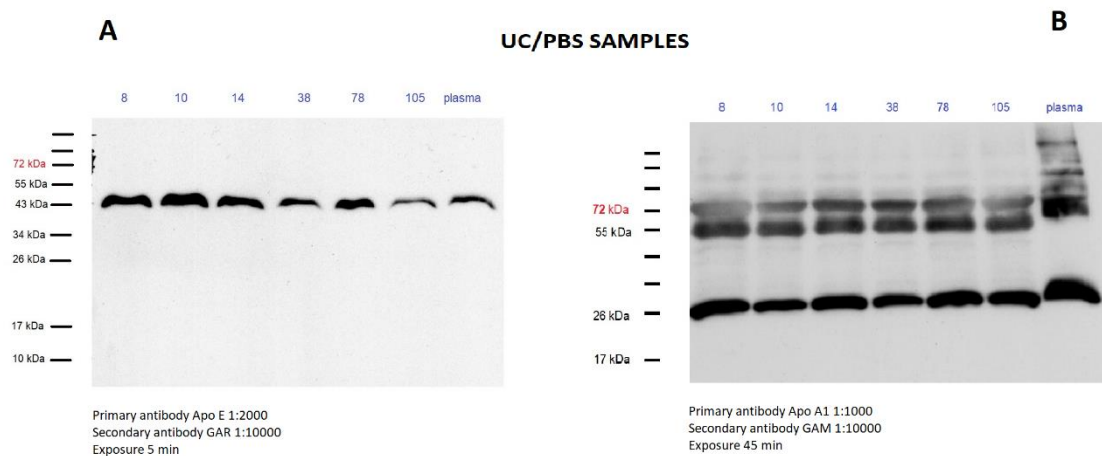 A
B
UC/PBS SAMPLES
8 10 14 38 78 105 plasma
72 kDa
55 kDa
43 kDa
34 kDa
26 kDa
17 kDa
10 kDa
Primary antibody Apo E 1:2000
Secondary antibody GAR 1:10000
Exposure 5 min
8 10 14 38 78 105 plasma
72 kDa
55 kDa
26 kDa
17 kDa
Primary antibody Apo A1 1:1000
Secondary antibody GAM 1:10000
Exposure 45 min